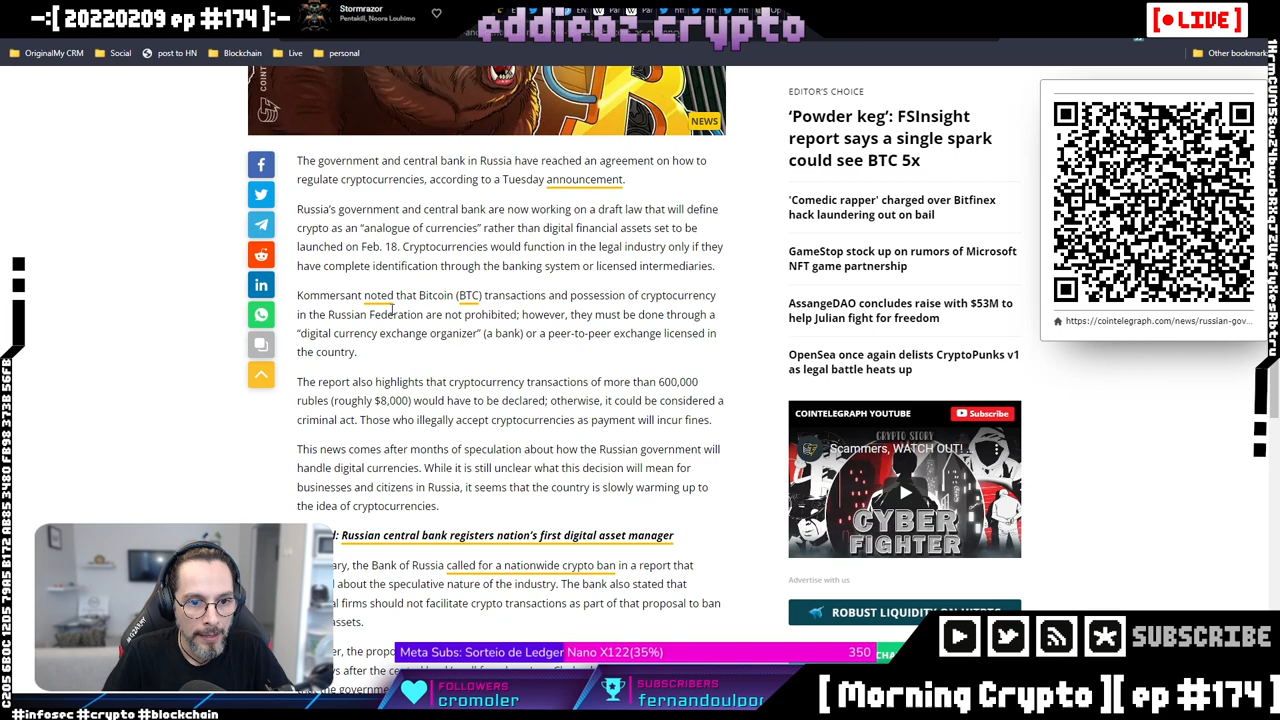 -:[ 20220209 ep #174 ]:-
Stormrazor
Pentakill, Noora Louhimo
eddieoz.crypto
[● LIVE]
OriginalMy CRM
Social
post to HN
Blockchain
Live
personal
Other bookmark
NEWS
The government and central bank in Russia have reached an agreement on how to
regulate cryptocurrencies, according to a Tuesday announcement.
Russia's government and central bank are now working on a draft law that will define
crypto as an “analogue of currencies” rather than digital financial assets set to be
launched on Feb. 18. Cryptocurrencies would function in the legal industry only if they
have complete identification through the banking system or licensed intermediaries.
Kommersant noted that Bitcoin (BTC) transactions and possession of cryptocurrency
in the Russian Federation are not prohibited; however, they must be done through a
“digital currency exchange organizer” (a bank) or a peer-to-peer exchange licensed in
the country.
The report also highlights that cryptocurrency transactions of more than 600,000
rubles (roughly $8,000) would have to be declared; otherwise, it could be considered a
criminal act. Those who illegally accept cryptocurrencies as payment will incur fines.
This news comes after months of speculation about how the Russian government will
handle digital currencies. While it is still unclear what this decision will mean for
businesses and citizens in Russia, it seems that the country is slowly warming up to
the idea of cryptocurrencies.
: Russian central bank registers nation's first digital asset manager
ary, the Bank of Russia called for a nationwide crypto ban in a report that
about the speculative nature of the industry. The bank also stated that
l firms should not facilitate crypto transactions as part of that proposal to ban
assets.
EDITOR'S CHOICE
‘Powder keg’: FSInsight
report says a single spark
could see BTC 5x
'Comedic rapper' charged over Bitfinex
hack laundering out on bail
GameStop stock up on rumors of Microsoft
NFT game partnership
AssangeDAO concludes raise with $53M to
help Julian fight for freedom
OpenSea once again delists CryptoPunks v1
as legal battle heats up
COINTELEGRAPH YOUTUBE
Subscribe
CRYPTO STORY
Scammers, WATCH OUT! ...
CYBER
FIGHTER
Advertise with us
ROBUST LIQUIDITY ON HITBTC
https://cointelegraph.com/news/russian-gov...
Meta Subs: Sorteio de Ledger Nano X
122(35%)
350
FOLLOWERS
cromoler
SUBSCRIBERS
fernandoulpor
SUBSCRIBE
[ Morning Crypto ][ ep #174 ]
#crypto #blockchain